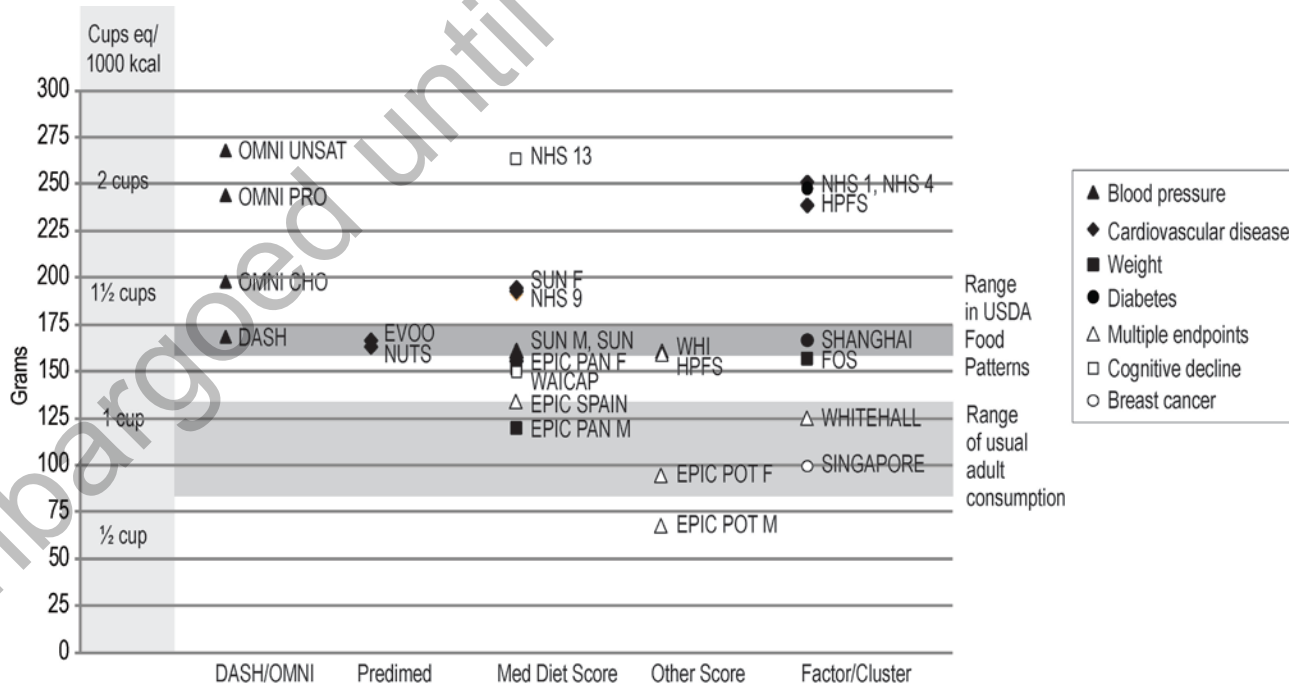 Cups eq/
1000 kcal
300
275
250
225
200
175
150
125
100
75
50
25
0
Grams
2 cups
1½ cups
1 cup
½ cup
OMNI UNSAT
OMNI PRO
OMNI CHO
DASH
EVOO
NUTS
NHS 13
SUN F
NHS 9
SUN M, SUN
EPIC PAN F
WAICAP
EPIC SPAIN
EPIC PAN M
WHI
HPFS
EPIC POT F
EPIC POT M
NHS 1, NHS 4
HPFS
SHANGHAI
FOS
WHITEHALL
SINGAPORE
Range
in USDA
Food
Patterns
Range
of usual
adult
consumption
Blood pressure
Cardiovascular disease
Weight
Diabetes
Multiple endpoints
Cognitive decline
Breast cancer
DASH/OMNI
Predimed
Med Diet Score
Other Score
Factor/Cluster
bargoed until